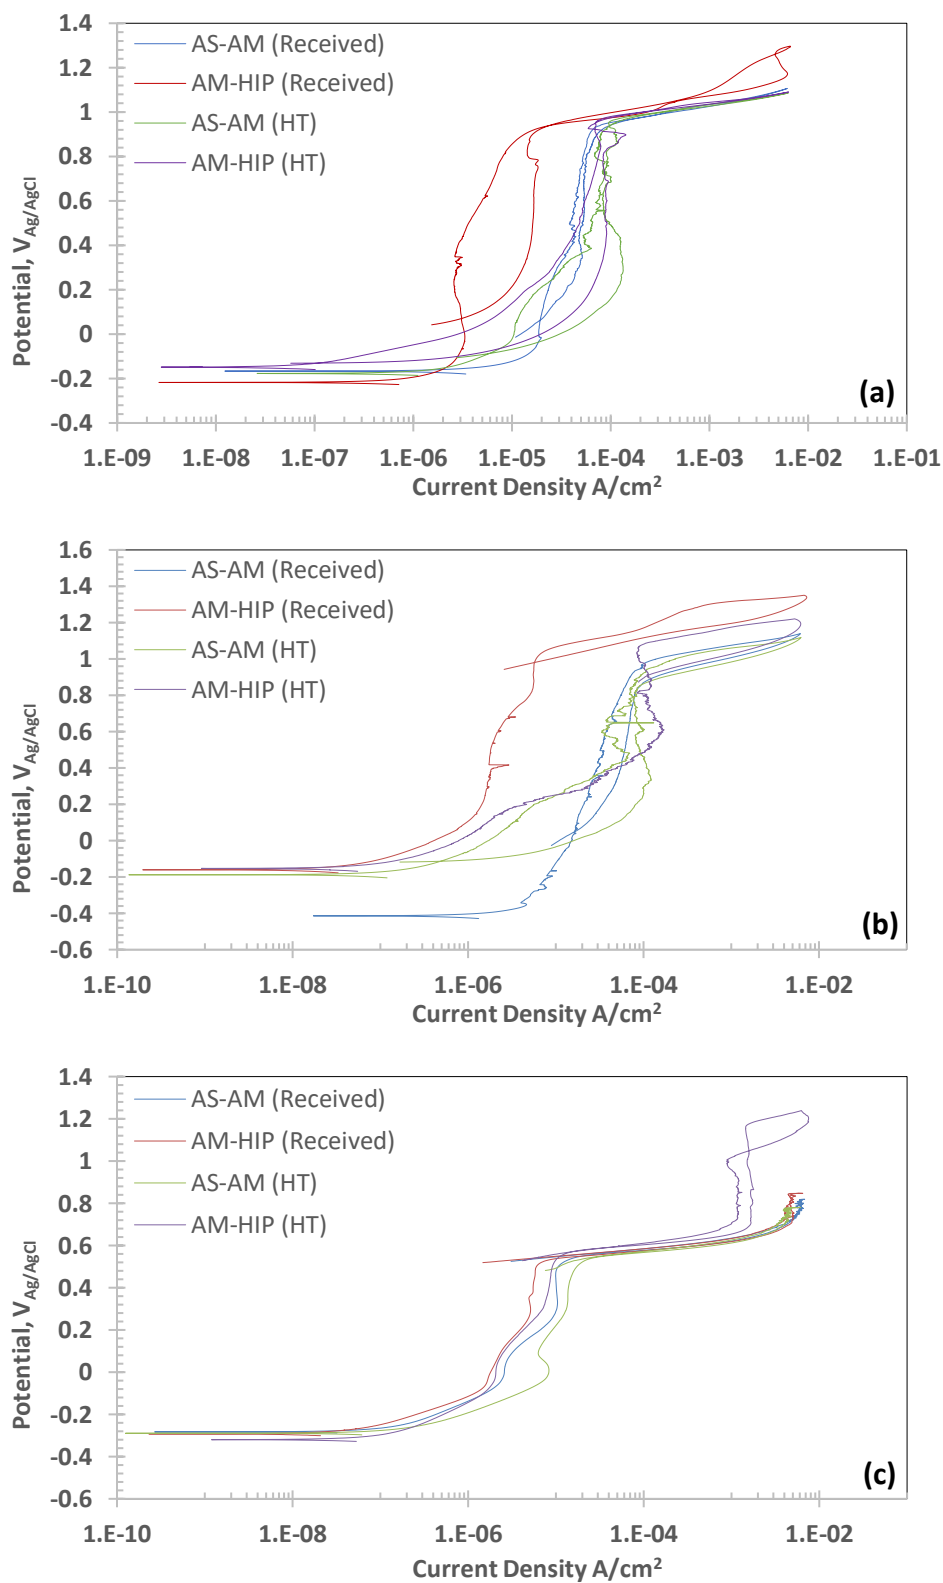 1.4
1.2
1
0.8
0.6
0.4
0.2
0
-0.2
-0.4
Potential, V Ag/AgCl
AS-AM (Received)
AM-HIP (Received)
AS-AM (HT)
AM-HIP (HT)
(a)
1.E-09 1.E-08 1.E-07 1.E-06 1.E-05 1.E-04 1.E-03 1.E-02 1.E-01
Current Density A/cm²
1.6
1.4
1.2
1
0.8
0.6
0.4
0.2
0
-0.2
-0.4
-0.6
Potential, V Ag/AgCl
AS-AM (Received)
AM-HIP (Received)
AS-AM (HT)
AM-HIP (HT)
(b)
1.E-10 1.E-08 1.E-06 1.E-04 1.E-02
Current Density A/cm²
1.4
1.2
1
0.8
0.6
0.4
0.2
0
-0.2
-0.4
-0.6
Potential, V Ag/AgCl
AS-AM (Received)
AM-HIP (Received)
AS-AM (HT)
AM-HIP (HT)
(c)
1.E-10 1.E-08 1.E-06 1.E-04 1.E-02
Current Density A/cm²